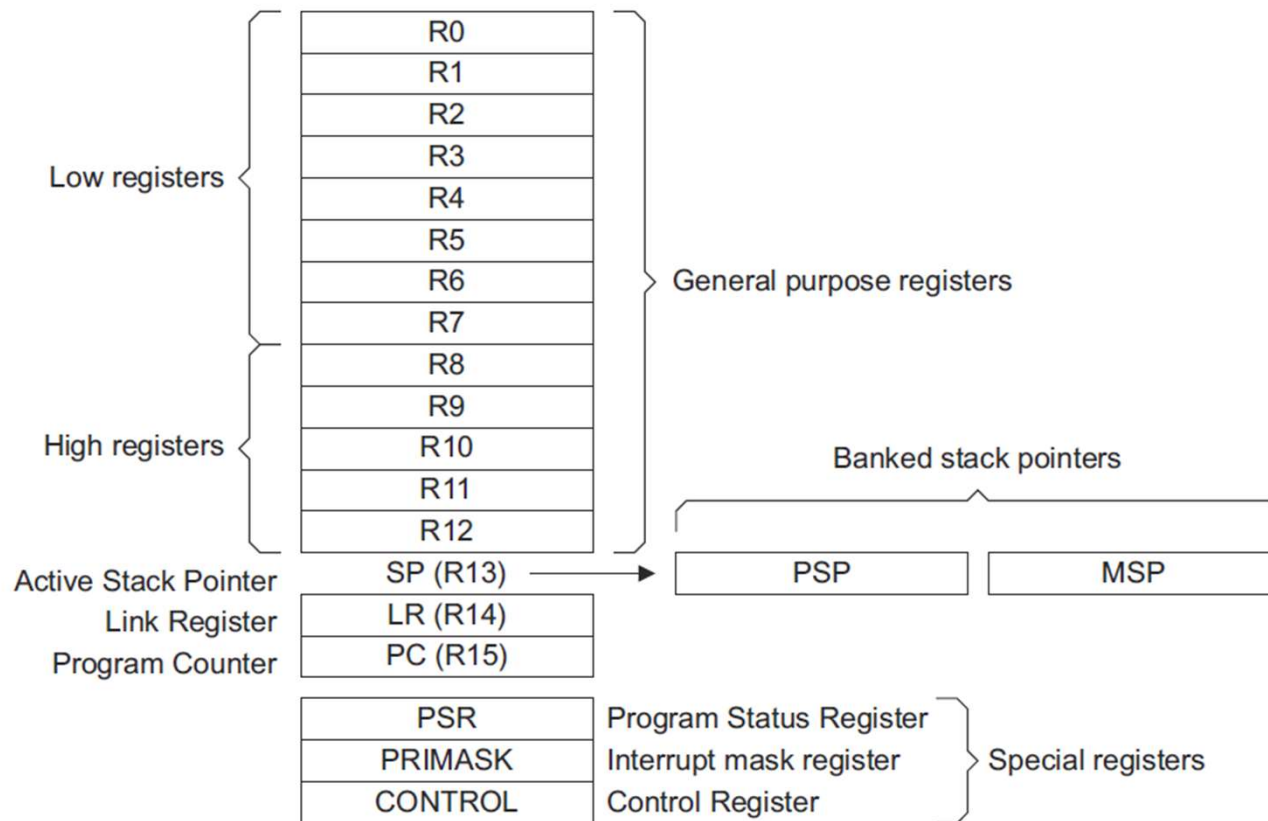 R0
R1
R2
R3
Low registers
R4
R5
R6
General purpose registers
R7
R8
R9
High registers
R10
Banked stack pointers
R11
R12
Active Stack Pointer
SP (R13)
PSP
MSP
Link Register
LR (R14)
Program Counter
PC (R15)
PSR
Program Status Register
PRIMASK
Interrupt mask register
Special registers
CONTROL
Control Register